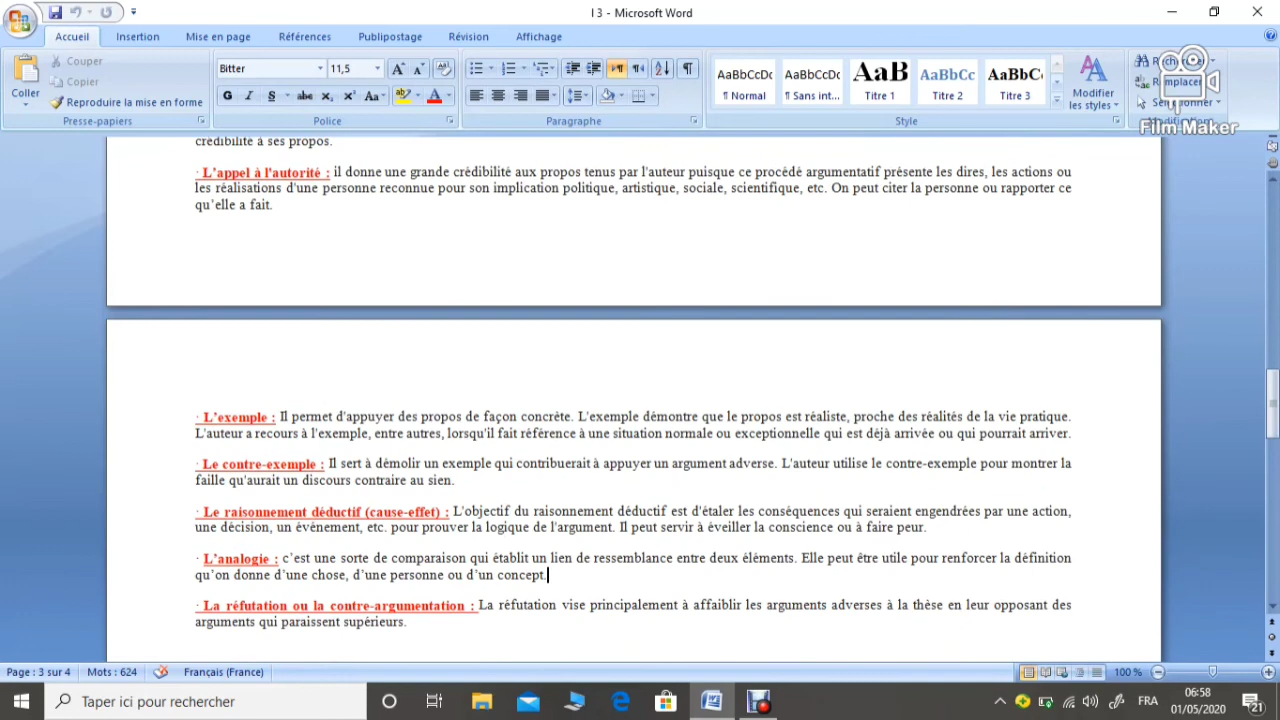 I 3 - Microsoft Word
Accueil Insertion Mise en page Références Publipostage Révision Affichage
Coller
Couper
Copier
Reproduire la mise en forme
Presse-papiers
Bitter 11,5
Police
Paragraphe
AaBbCcDc AaBbCcDc AaB AaBbCc AaBbC
¶ Normal ¶ Sans int... Titre 1 Titre 2 Titre 3
Modifier
les styles
Style
Remplacer
Film Maker
crédibilité à ses propos.
· L'appel à l'autorité : il donne une grande crédibilité aux propos tenus par l'auteur puisque ce procédé argumentatif présente les dires, les actions ou
les réalisations d'une personne reconnue pour son implication politique, artistique, sociale, scientifique, etc. On peut citer la personne ou rapporter ce
qu'elle a fait.
· L'exemple : Il permet d'appuyer des propos de façon concrète. L'exemple démontre que le propos est réaliste, proche des réalités de la vie pratique.
L'auteur a recours à l'exemple, entre autres, lorsqu'il fait référence à une situation normale ou exceptionnelle qui est déjà arrivée ou qui pourrait arriver.
· Le contre-exemple : Il sert à démolir un exemple qui contribuerait à appuyer un argument adverse. L'auteur utilise le contre-exemple pour montrer la
faille qu'aurait un discours contraire au sien.
· Le raisonnement déductif (cause-effet) : L'objectif du raisonnement déductif est d'étaler les conséquences qui seraient engendrées par une action,
une décision, un événement, etc. pour prouver la logique de l'argument. Il peut servir à éveiller la conscience ou à faire peur.
· L'analogie : c'est une sorte de comparaison qui établit un lien de ressemblance entre deux éléments. Elle peut être utile pour renforcer la définition
qu'on donne d'une chose, d'une personne ou d'un concept.
· La réfutation ou la contre-argumentation : La réfutation vise principalement à affaiblir les arguments adverses à la thèse en leur opposant des
arguments qui paraissent supérieurs.
Page : 3 sur 4 Mots : 624 Français (France) 100 %
Taper ici pour rechercher
FRA
06:58
01/05/2020
21